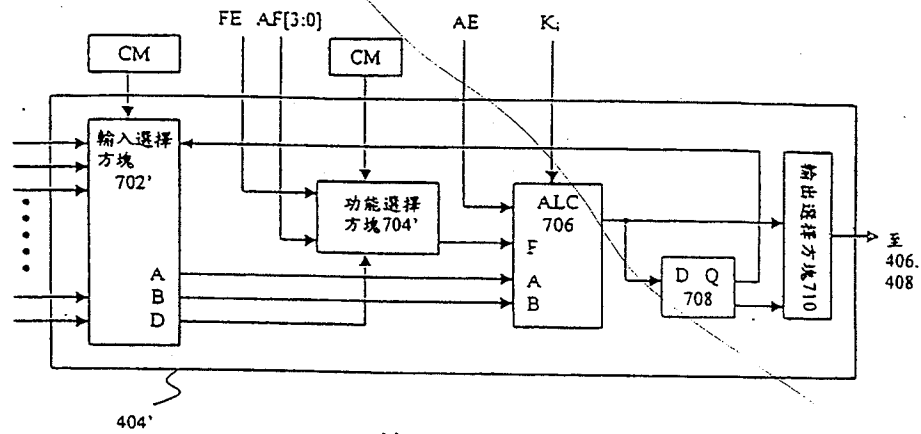 FE AF[3:0] AE Ki
CM
CM
輸入選擇
方塊
702'
A
B
D
功能選擇
方塊704'
ALC
706
F
A
B
D Q
708
輸出選擇方塊710
至
406.
408
404'